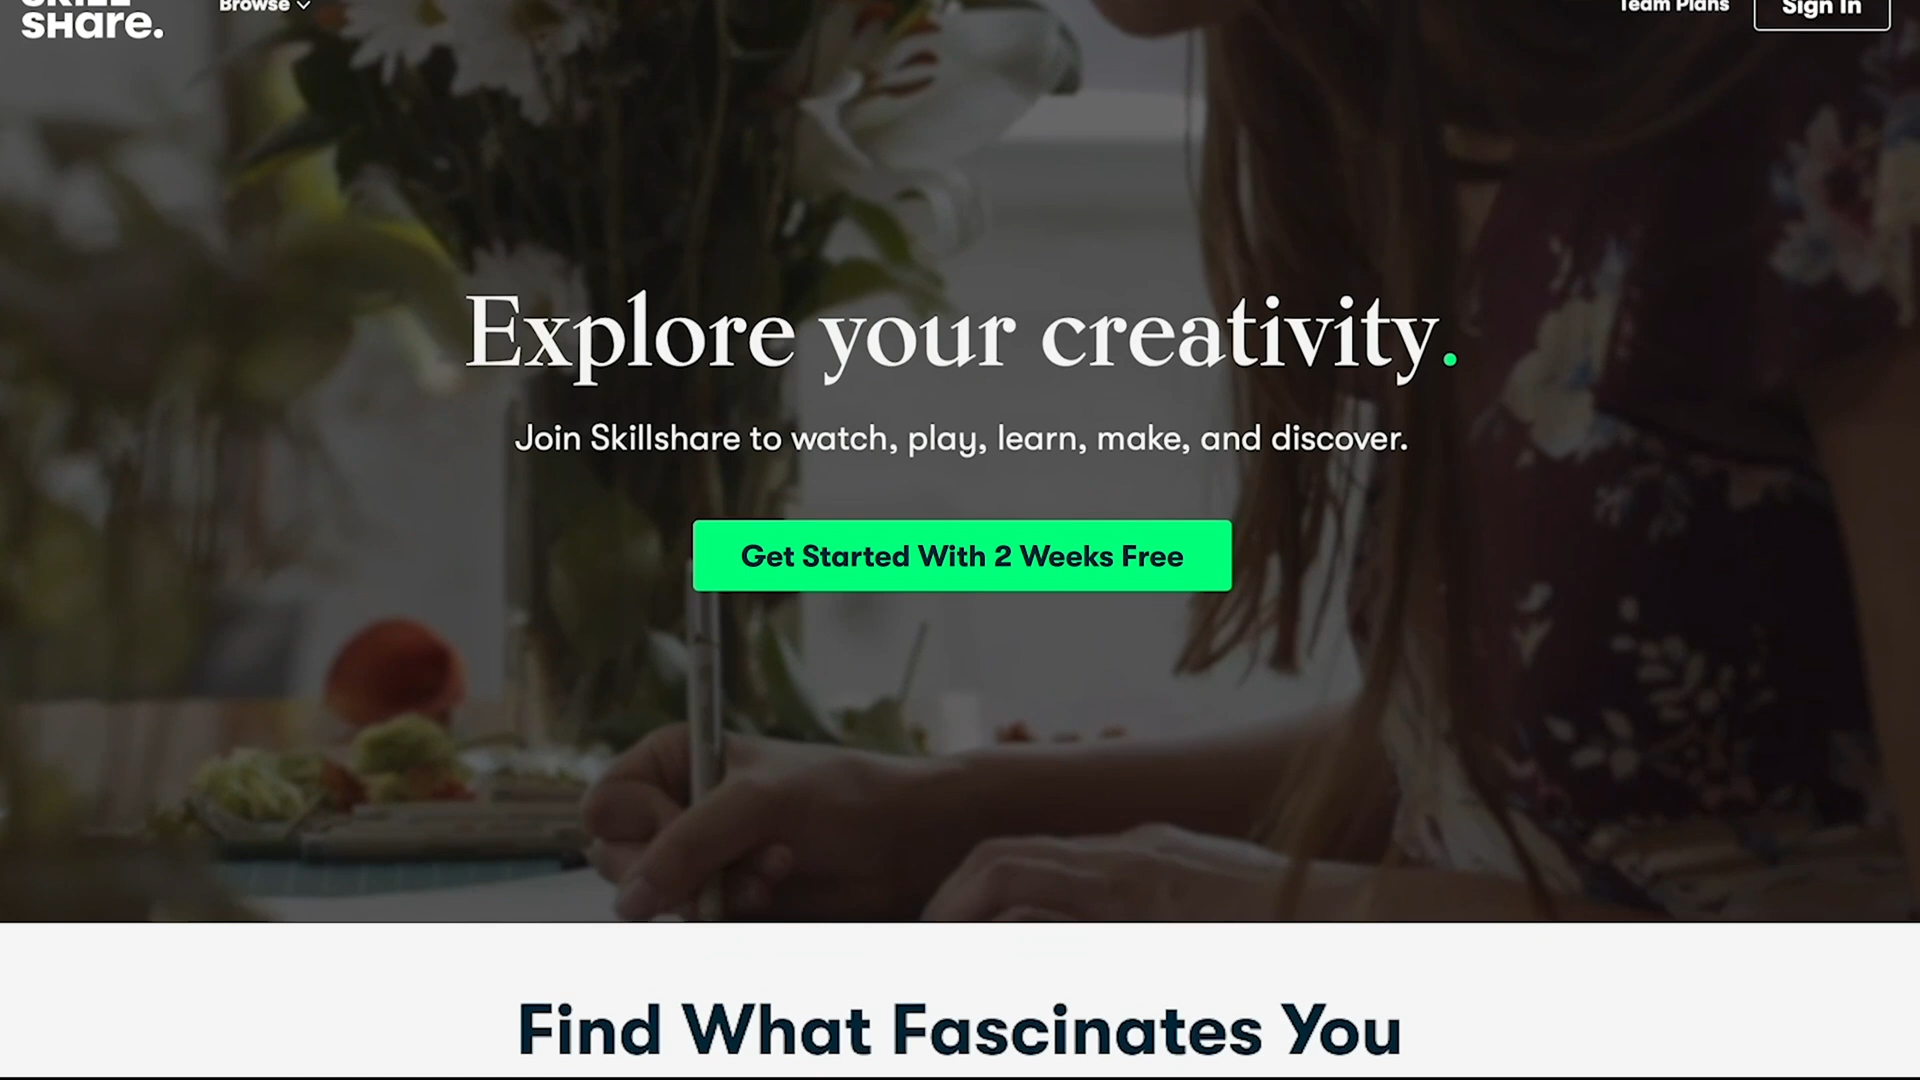 SKILL
SHare.
Browse
Team Plans
Sign In
Explore your creativity.
Join Skillshare to watch, play, learn, make, and discover.
Get Started With 2 Weeks Free
Find What Fascinates You